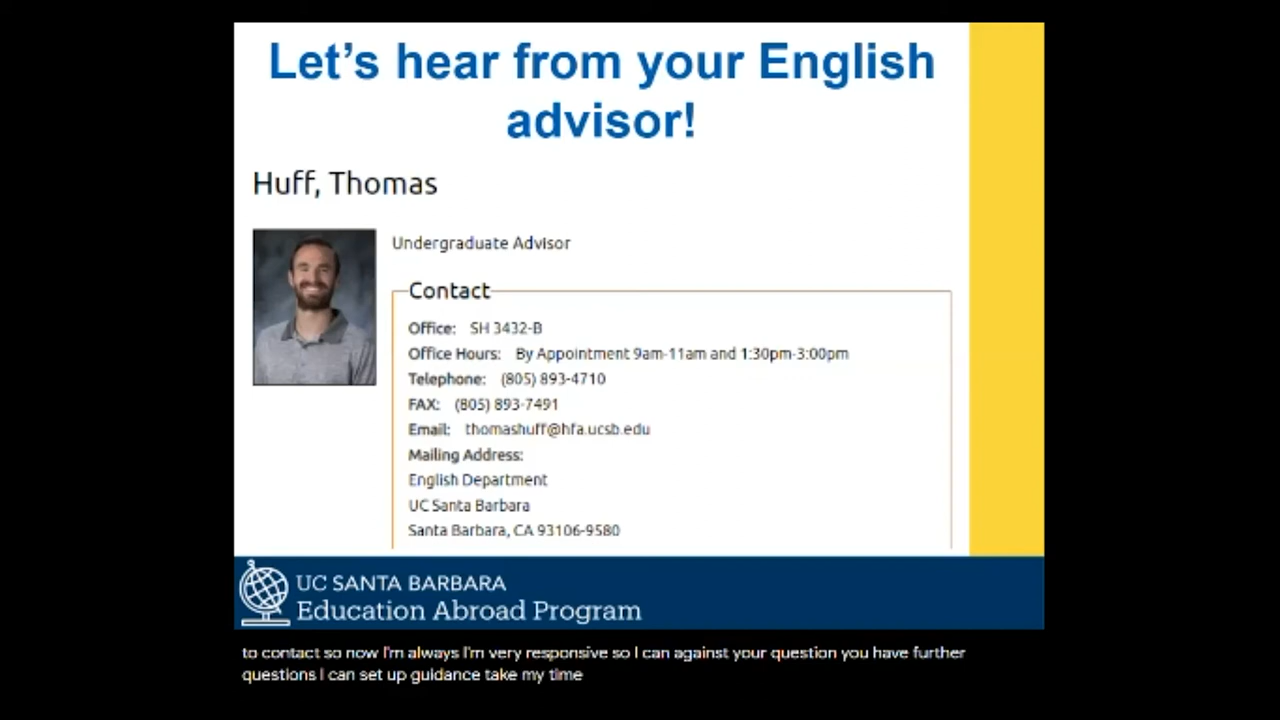 Let's hear from your English
advisor!
Huff, Thomas
Undergraduate Advisor
Contact
Office: SH 3432-B
Office Hours: By Appointment 9am-11am and 1:30pm-3:00pm
Telephone: (805) 893-4710
FAX: (805) 893-7491
Email: thomashuff@hfa.ucsb.edu
Mailing Address:
English Department
UC Santa Barbara
Santa Barbara, CA 93106-9580
UC SANTA BARBARA
Education Abroad Program
to contact so now I'm always I'm very responsive so I can against your question you have further
questions I can set up guidance take my time